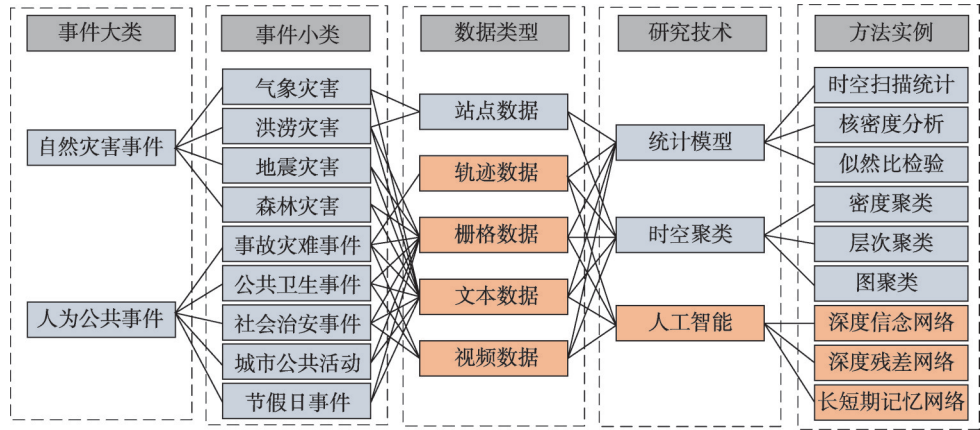 事件大类
事件小类
数据类型
研究技术
方法实例
自然灾害事件
人为公共事件
气象灾害
洪涝灾害
地震灾害
森林灾害
事故灾难事件
公共卫生事件
社会治安事件
城市公共活动
节假日事件
站点数据
轨迹数据
栅格数据
文本数据
视频数据
统计模型
时空聚类
人工智能
时空扫描统计
核密度分析
似然比检验
密度聚类
层次聚类
图聚类
深度信念网络
深度残差网络
长短期记忆网络